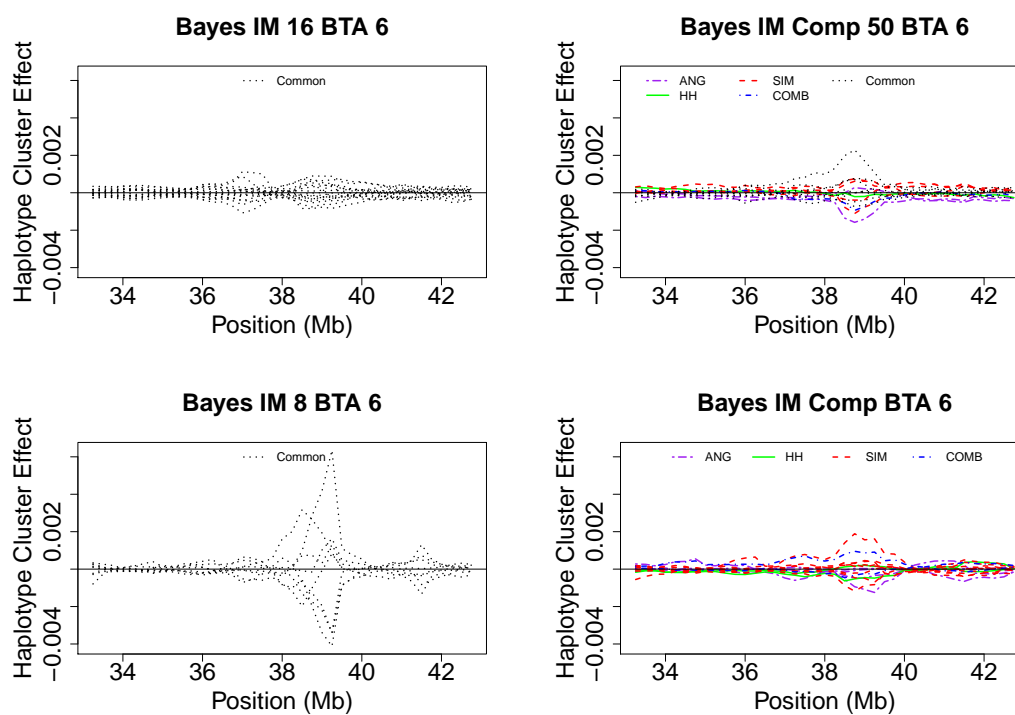 Bayes IM 16 BTA 6
Haplotype Cluster Effect
−0.004 0.002
Common
34 36 38 40 42
Position (Mb)
Bayes IM Comp 50 BTA 6
Haplotype Cluster Effect
−0.004 0.002
ANG SIM Common
HH COMB
34 36 38 40 42
Position (Mb)
Bayes IM 8 BTA 6
Haplotype Cluster Effect
−0.004 0.002
Common
34 36 38 40 42
Position (Mb)
Bayes IM Comp BTA 6
Haplotype Cluster Effect
−0.004 0.002
ANG HH SIM COMB
34 36 38 40 42
Position (Mb)